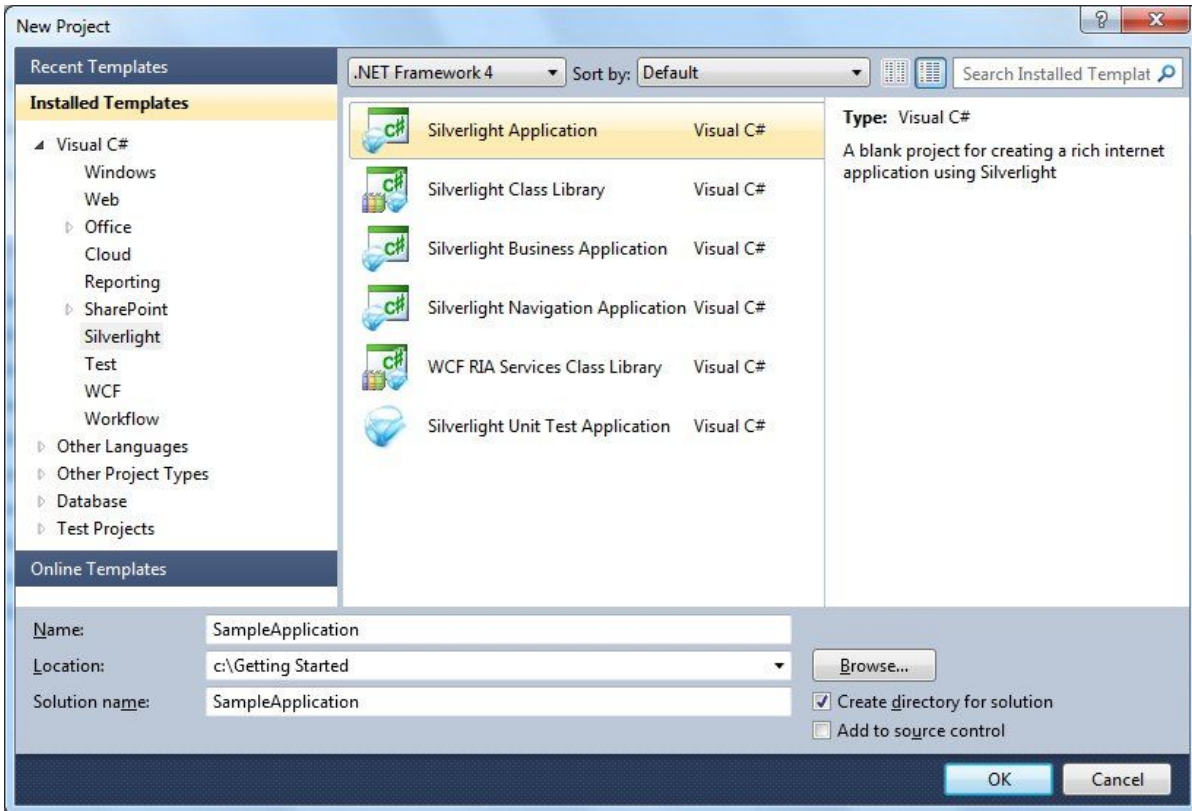 New Project
Recent Templates
Installed Templates
Visual C#
Windows
Web
Office
Cloud
Reporting
SharePoint
Silverlight
Test
WCF
Workflow
Other Languages
Other Project Types
Database
Test Projects
Online Templates
.NET Framework 4 Sort by: Default Search Installed Templat
Silverlight Application Visual C#
Silverlight Class Library Visual C#
Silverlight Business Application Visual C#
Silverlight Navigation Application Visual C#
WCF RIA Services Class Library Visual C#
Silverlight Unit Test Application Visual C#
Type: Visual C#
A blank project for creating a rich internet
application using Silverlight
Name: SampleApplication
Location: c:\Getting Started Browse...
Solution name: SampleApplication
Create directory for solution
Add to source control
OK Cancel